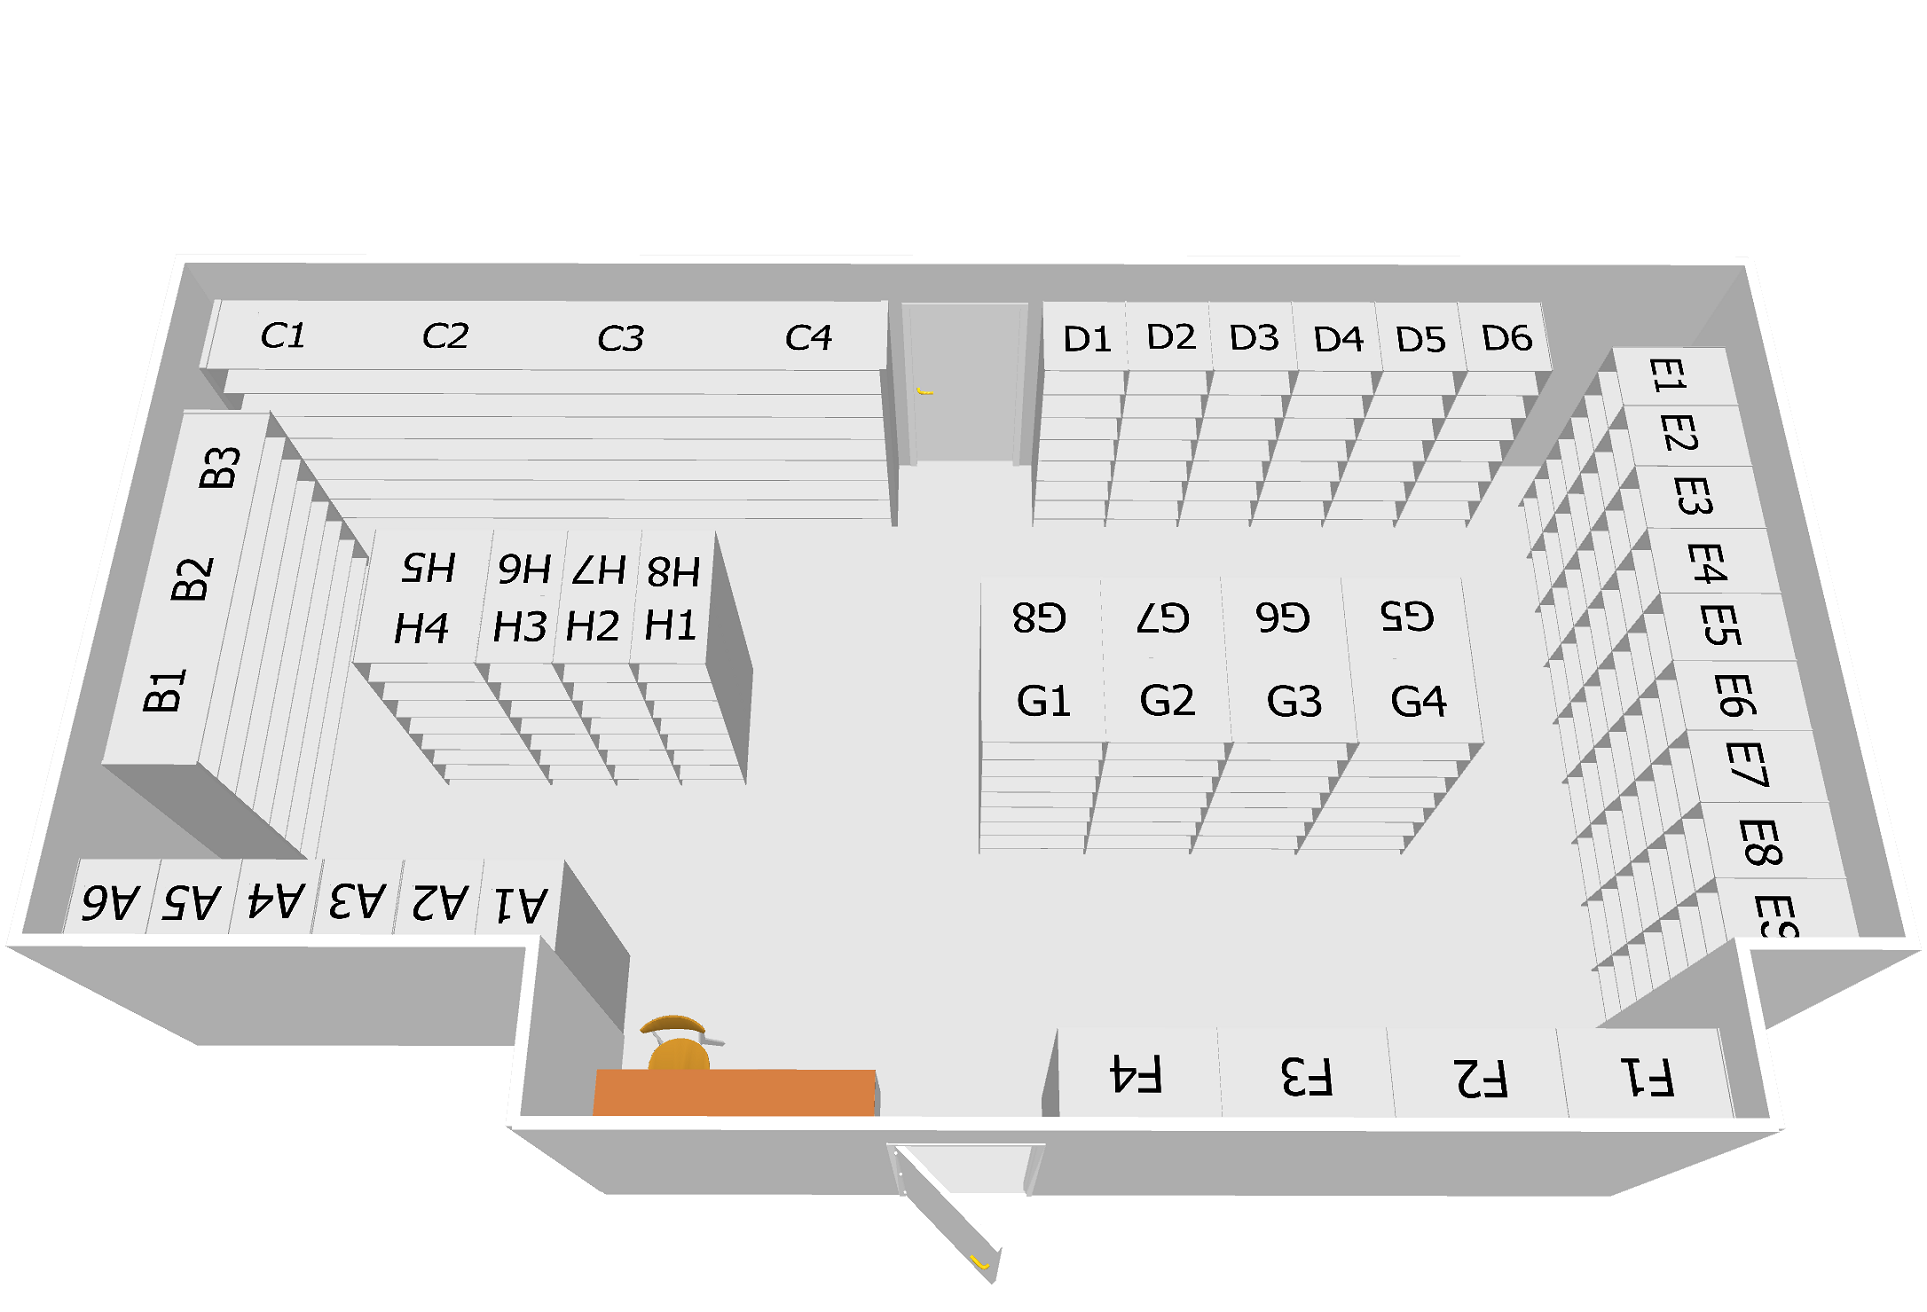 C1 C2 C3 C4
D1 D2 D3 D4 D5 D6
E1
E2
E3
E4
E5
E6
E7
E8
E9
B3
B2
B1
H5 H6 H7 H8
H4 H3 H2 H1
G8 G7 G6 G5
G1 G2 G3 G4
A6 A5 A4 A3 A2 A1
F4 F3 F2 F1